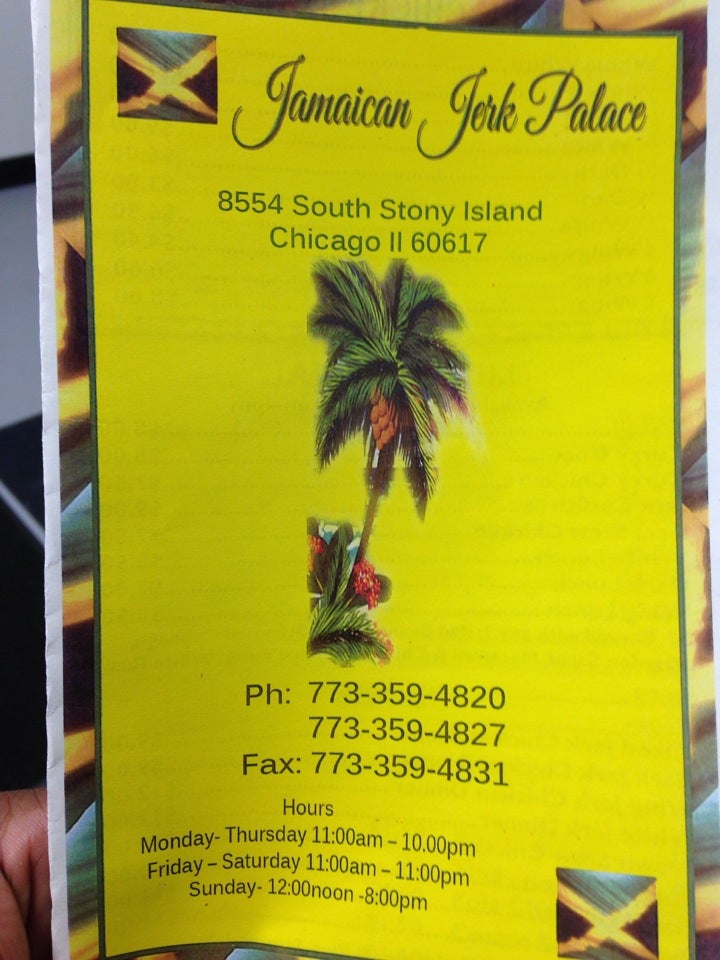 Jamaican Jerk Palace
8554 South Stony Island
Chicago Il 60617
Ph: 773-359-4820
773-359-4827
Fax: 773-359-4831
Hours
Monday- Thursday 11:00am – 10.00pm
Friday – Saturday 11:00am – 11:00pm
Sunday- 12:00noon -8:00pm